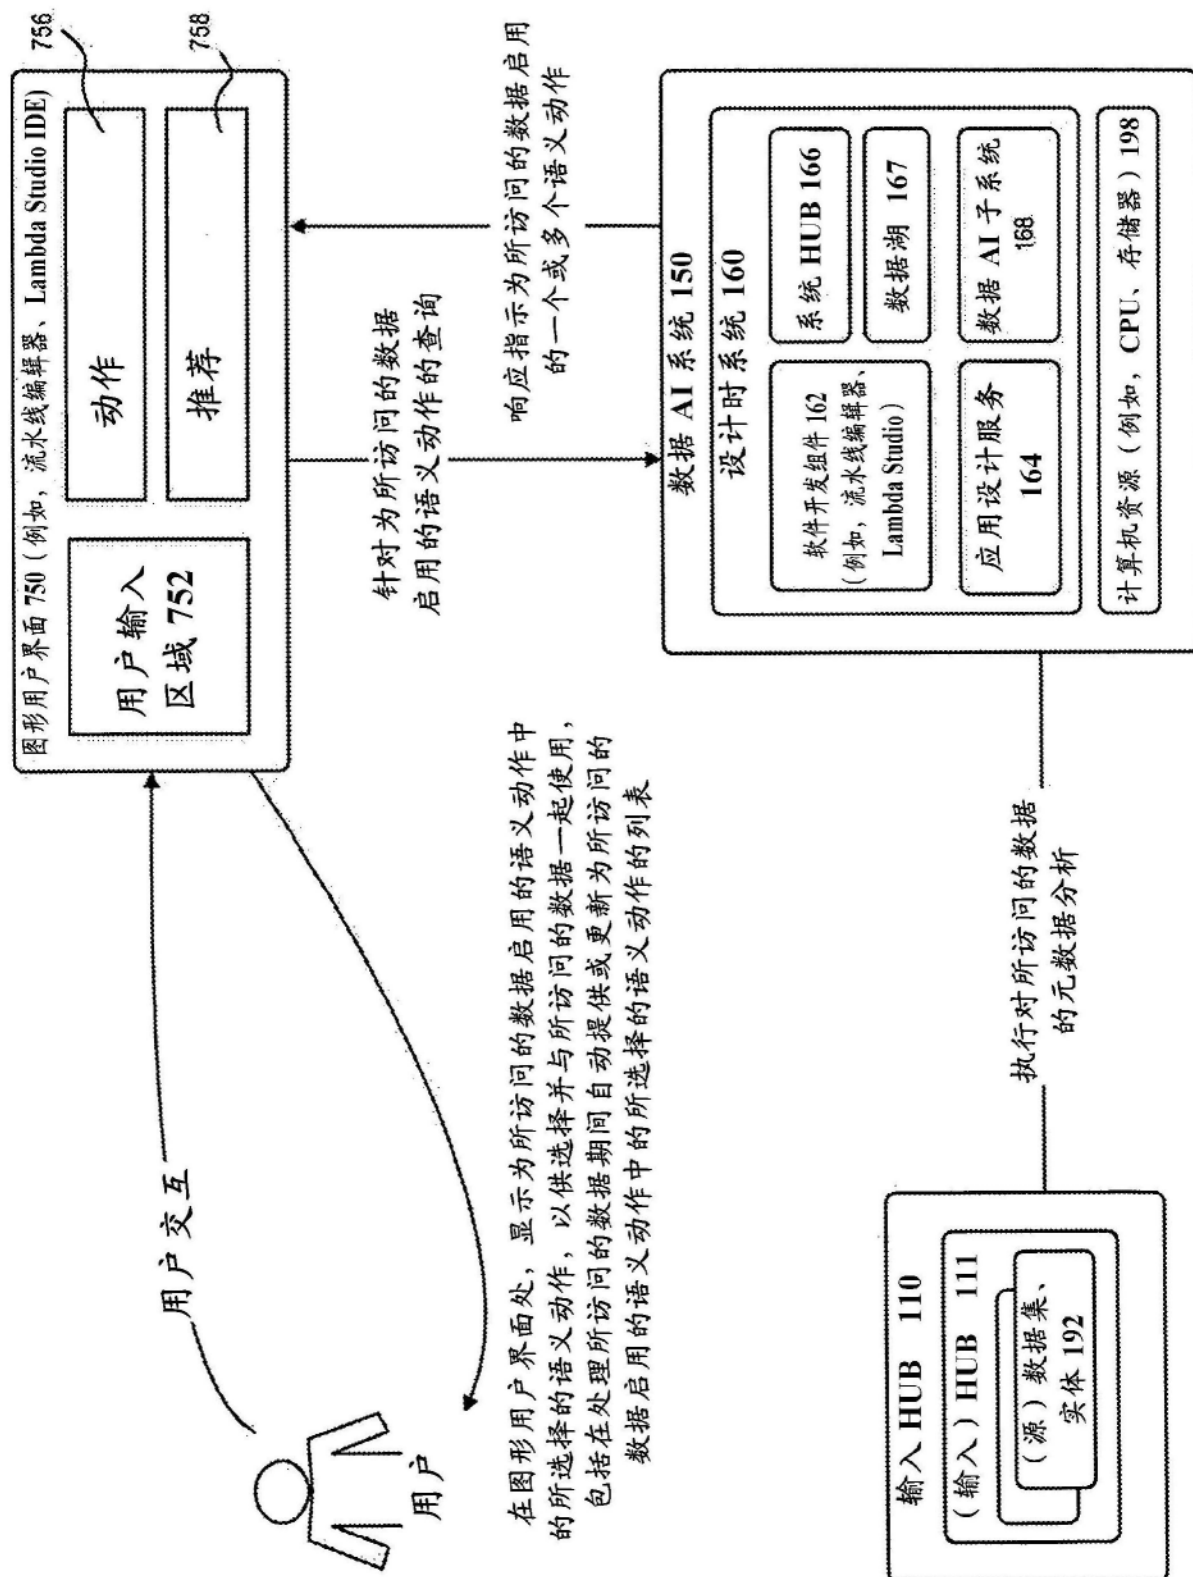 图形用户界面 750（例如，流水线编辑器、Lambda Studio IDE）
用户输入
区域 752
动作
推荐
756
758
用户交互
用户
针对为所访问的数据
启用的语义动作的查询
响应指示为所访问的数据启用
的一个或多个语义动作
在图形用户界面处，显示为所访问的数据启用的语义动作中
的所选择的语义动作，以供选择并与所访问的数据一起使用，
包括在处理所访问的数据期间自动提供或更新为所访问的
数据启用的语义动作中的所选择的语义动作的列表
输入 HUB 110
（输入）HUB 111
（源）数据集、
实体 192
执行对所访问的数据
的元数据分析
数据 AI 系统 150
设计时系统 160
软件开发组件 162
（例如，流水线编辑器、
Lambda Studio）
系统 HUB 166
数据湖 167
应用设计服务
164
数据 AI 子系统
168
计算机资源（例如，CPU、存储器）198